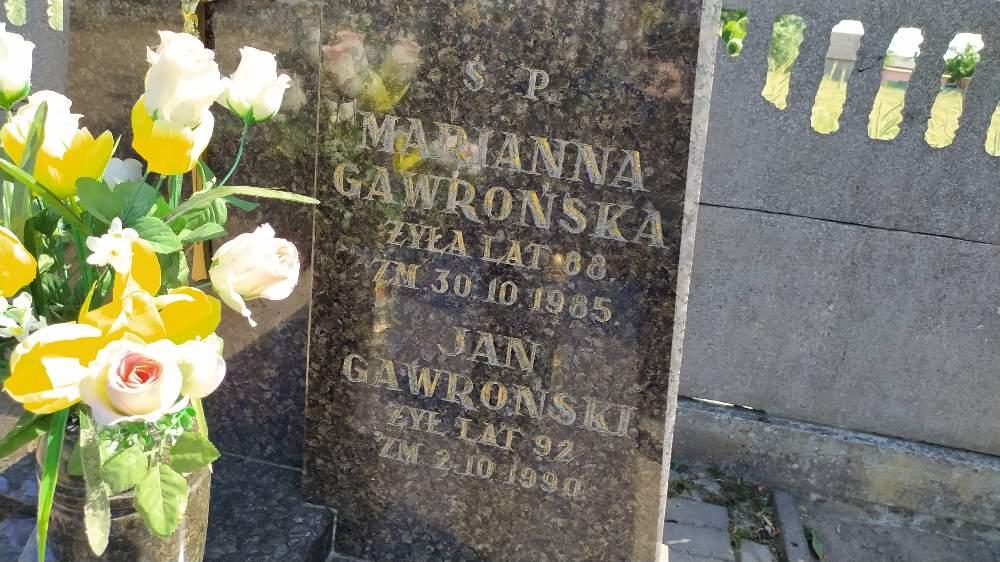 Ś P
MARIANNA
GAWROŃSKA
ŻYŁA LAT 88
ZM 30.10.1985
JAN
GAWROŃSKI
ŻYŁ LAT 92
ZM 2.10.1990